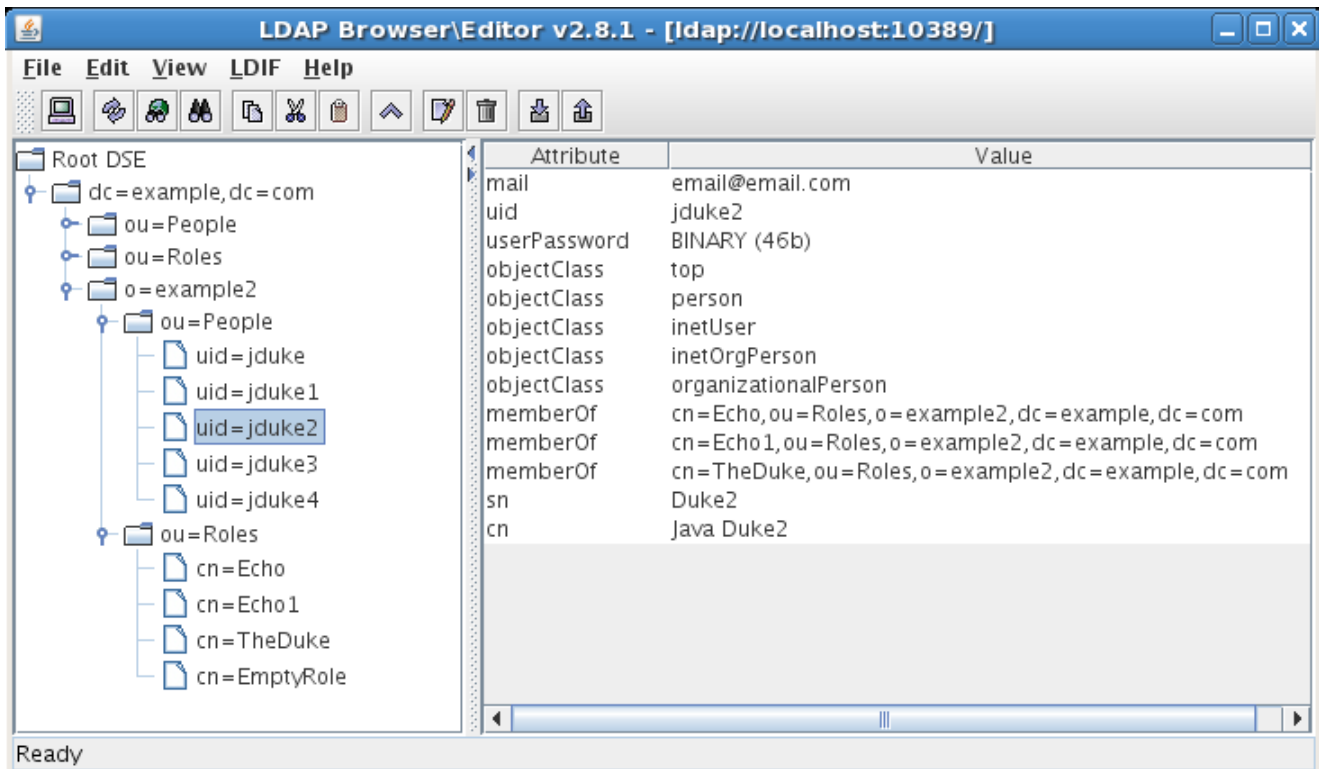 LDAP Browser\Editor v2.8.1 - [ldap://localhost:10389/]
File Edit View LDIF Help
Root DSE
dc=example,dc=com
ou=People
ou=Roles
o=example2
ou=People
uid=jduke
uid=jduke1
uid=jduke2
uid=jduke3
uid=jduke4
ou=Roles
cn=Echo
cn=Echo1
cn=TheDuke
cn=EmptyRole
Attribute Value
mail email@email.com
uid jduke2
userPassword BINARY (46b)
objectClass top
objectClass person
objectClass inetUser
objectClass inetOrgPerson
objectClass organizationalPerson
memberOf cn=Echo,ou=Roles,o=example2,dc=example,dc=com
memberOf cn=Echo1,ou=Roles,o=example2,dc=example,dc=com
memberOf cn=TheDuke,ou=Roles,o=example2,dc=example,dc=com
sn Duke2
cn Java Duke2
Ready